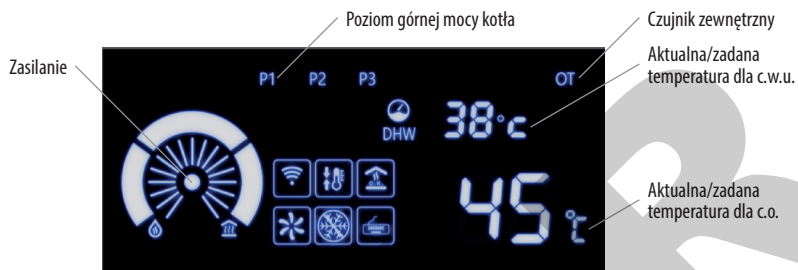 Poziom górnej mocy kotła
Czujnik zewnętrzny
Zasilanie
Aktualna/zadana
temperatura dla c.w.u.
P1 P2 P3
OT
DHW
38°c
O.K.
45°c
Aktualna/zadana
temperatura dla c.o.